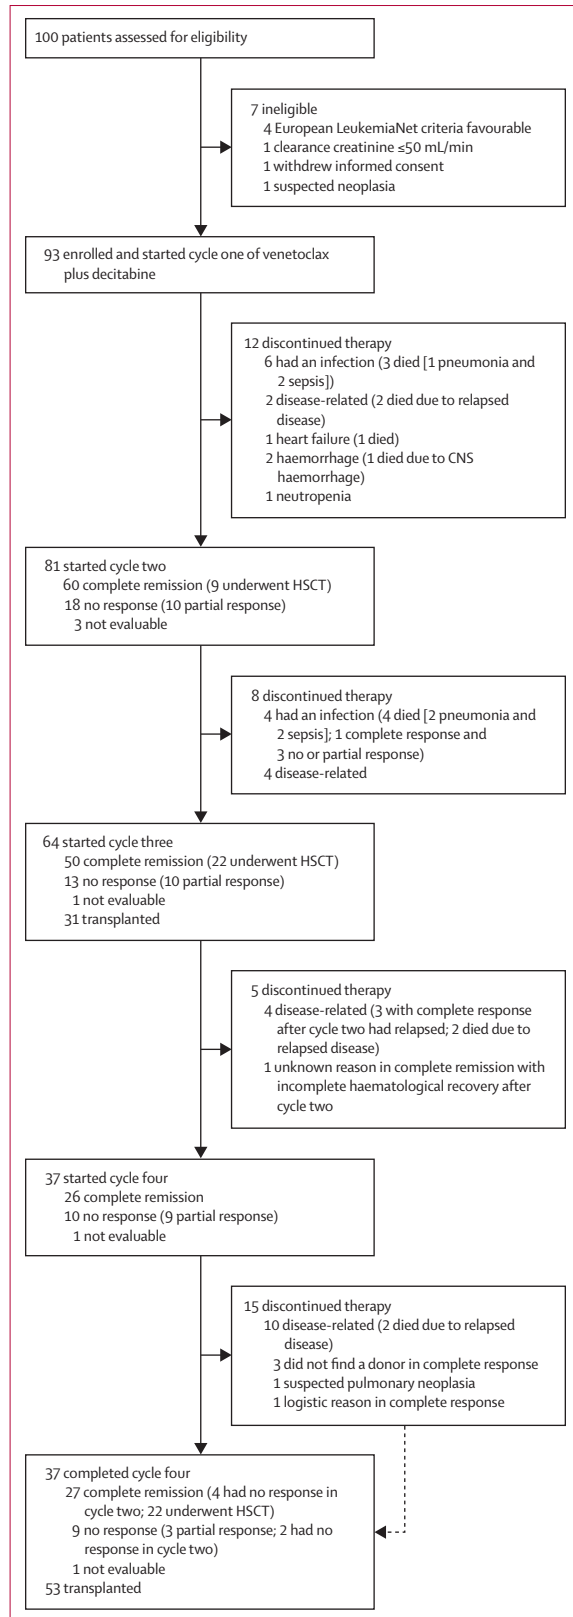 100 patients assessed for eligibility
7 ineligible
4 European LeukemiaNet criteria favourable
1 clearance creatinine ≤50 mL/min
1 withdrew informed consent
1 suspected neoplasia
93 enrolled and started cycle one of venetoclax
plus decitabine
12 discontinued therapy
6 had an infection (3 died [1 pneumonia and
2 sepsis])
2 disease-related (2 died due to relapsed
disease)
1 heart failure (1 died)
2 haemorrhage (1 died due to CNS
haemorrhage)
1 neutropenia
81 started cycle two
60 complete remission (9 underwent HSCT)
18 no response (10 partial response)
3 not evaluable
8 discontinued therapy
4 had an infection (4 died [2 pneumonia and
2 sepsis]; 1 complete response and
3 no or partial response)
4 disease-related
64 started cycle three
50 complete remission (22 underwent HSCT)
13 no response (10 partial response)
1 not evaluable
31 transplanted
5 discontinued therapy
4 disease-related (3 with complete response
after cycle two had relapsed; 2 died due to
relapsed disease)
1 unknown reason in complete remission with
incomplete haematological recovery after
cycle two
37 started cycle four
26 complete remission
10 no response (9 partial response)
1 not evaluable
15 discontinued therapy
10 disease-related (2 died due to relapsed
disease)
3 did not find a donor in complete response
1 suspected pulmonary neoplasia
1 logistic reason in complete response
37 completed cycle four
27 complete remission (4 had no response in
cycle two; 22 underwent HSCT)
9 no response (3 partial response; 2 had no
response in cycle two)
1 not evaluable
53 transplanted